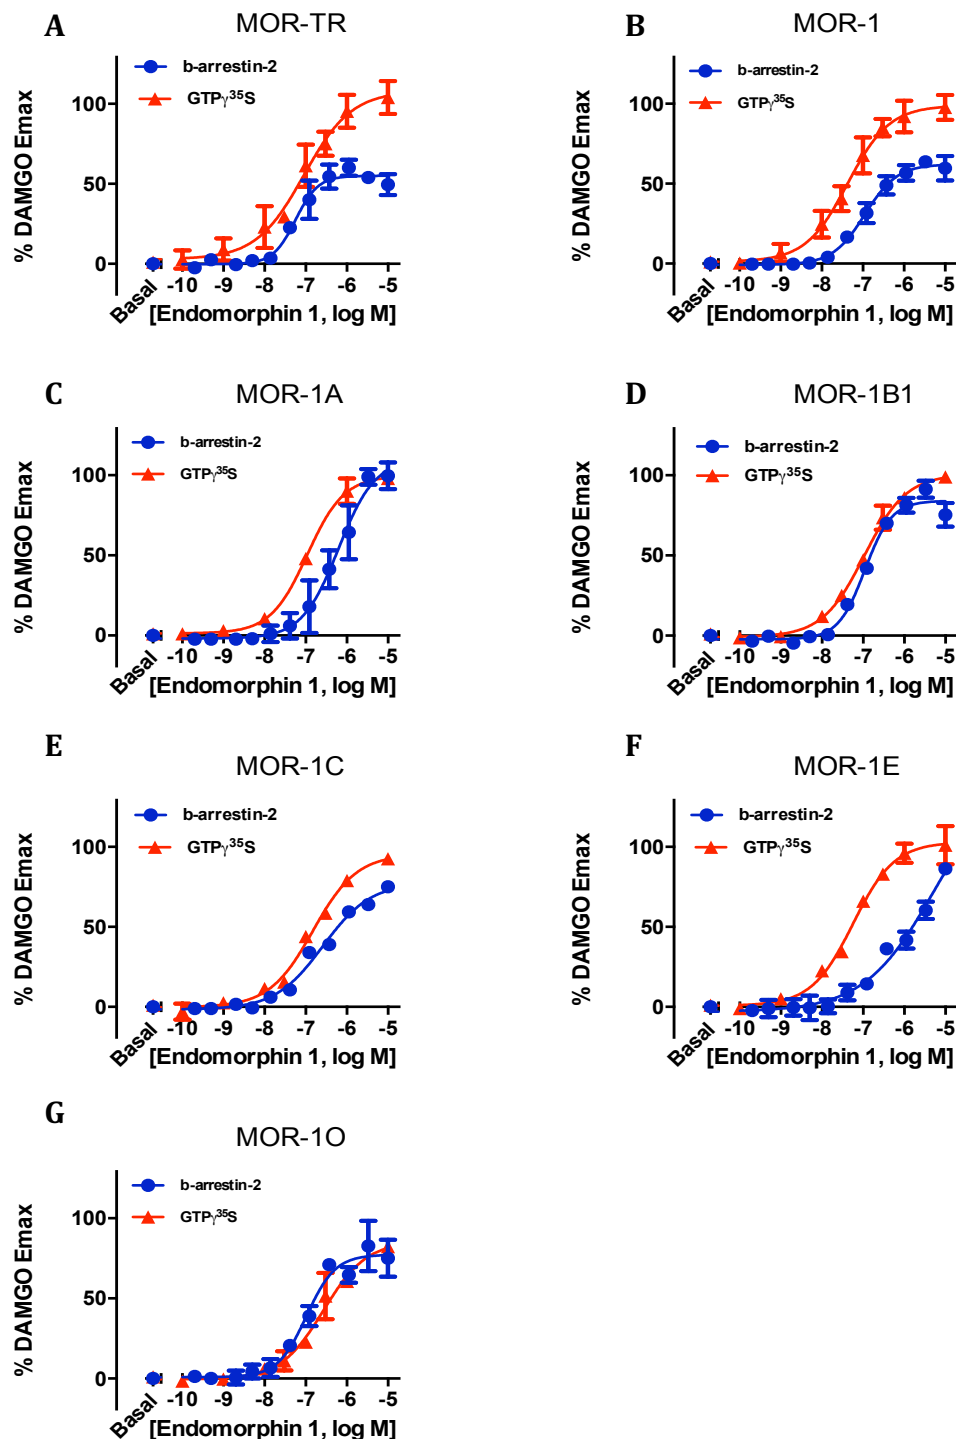 A
MOR-TR
b-arrestin-2
GTPγ³⁵S
% DAMGO Emax
100
50
0
Basal
-10 -9 -8 -7 -6 -5
[Endomorphin 1, log M]
B
MOR-1
b-arrestin-2
GTPγ³⁵S
% DAMGO Emax
100
50
0
Basal
-10 -9 -8 -7 -6 -5
[Endomorphin 1, log M]
C
MOR-1A
b-arrestin-2
GTPγ³⁵S
% DAMGO Emax
100
50
0
Basal
-10 -9 -8 -7 -6 -5
[Endomorphin 1, log M]
D
MOR-1B1
b-arrestin-2
GTPγ³⁵S
% DAMGO Emax
100
50
0
Basal
-10 -9 -8 -7 -6 -5
[Endomorphin 1, log M]
E
MOR-1C
b-arrestin-2
GTPγ³⁵S
% DAMGO Emax
100
50
0
Basal
-10 -9 -8 -7 -6 -5
[Endomorphin 1, log M]
F
MOR-1E
b-arrestin-2
GTPγ³⁵S
% DAMGO Emax
100
50
0
Basal
-10 -9 -8 -7 -6 -5
[Endomorphin 1, log M]
G
MOR-1O
b-arrestin-2
GTPγ³⁵S
% DAMGO Emax
100
50
0
Basal
-10 -9 -8 -7 -6 -5
[Endomorphin 1, log M]